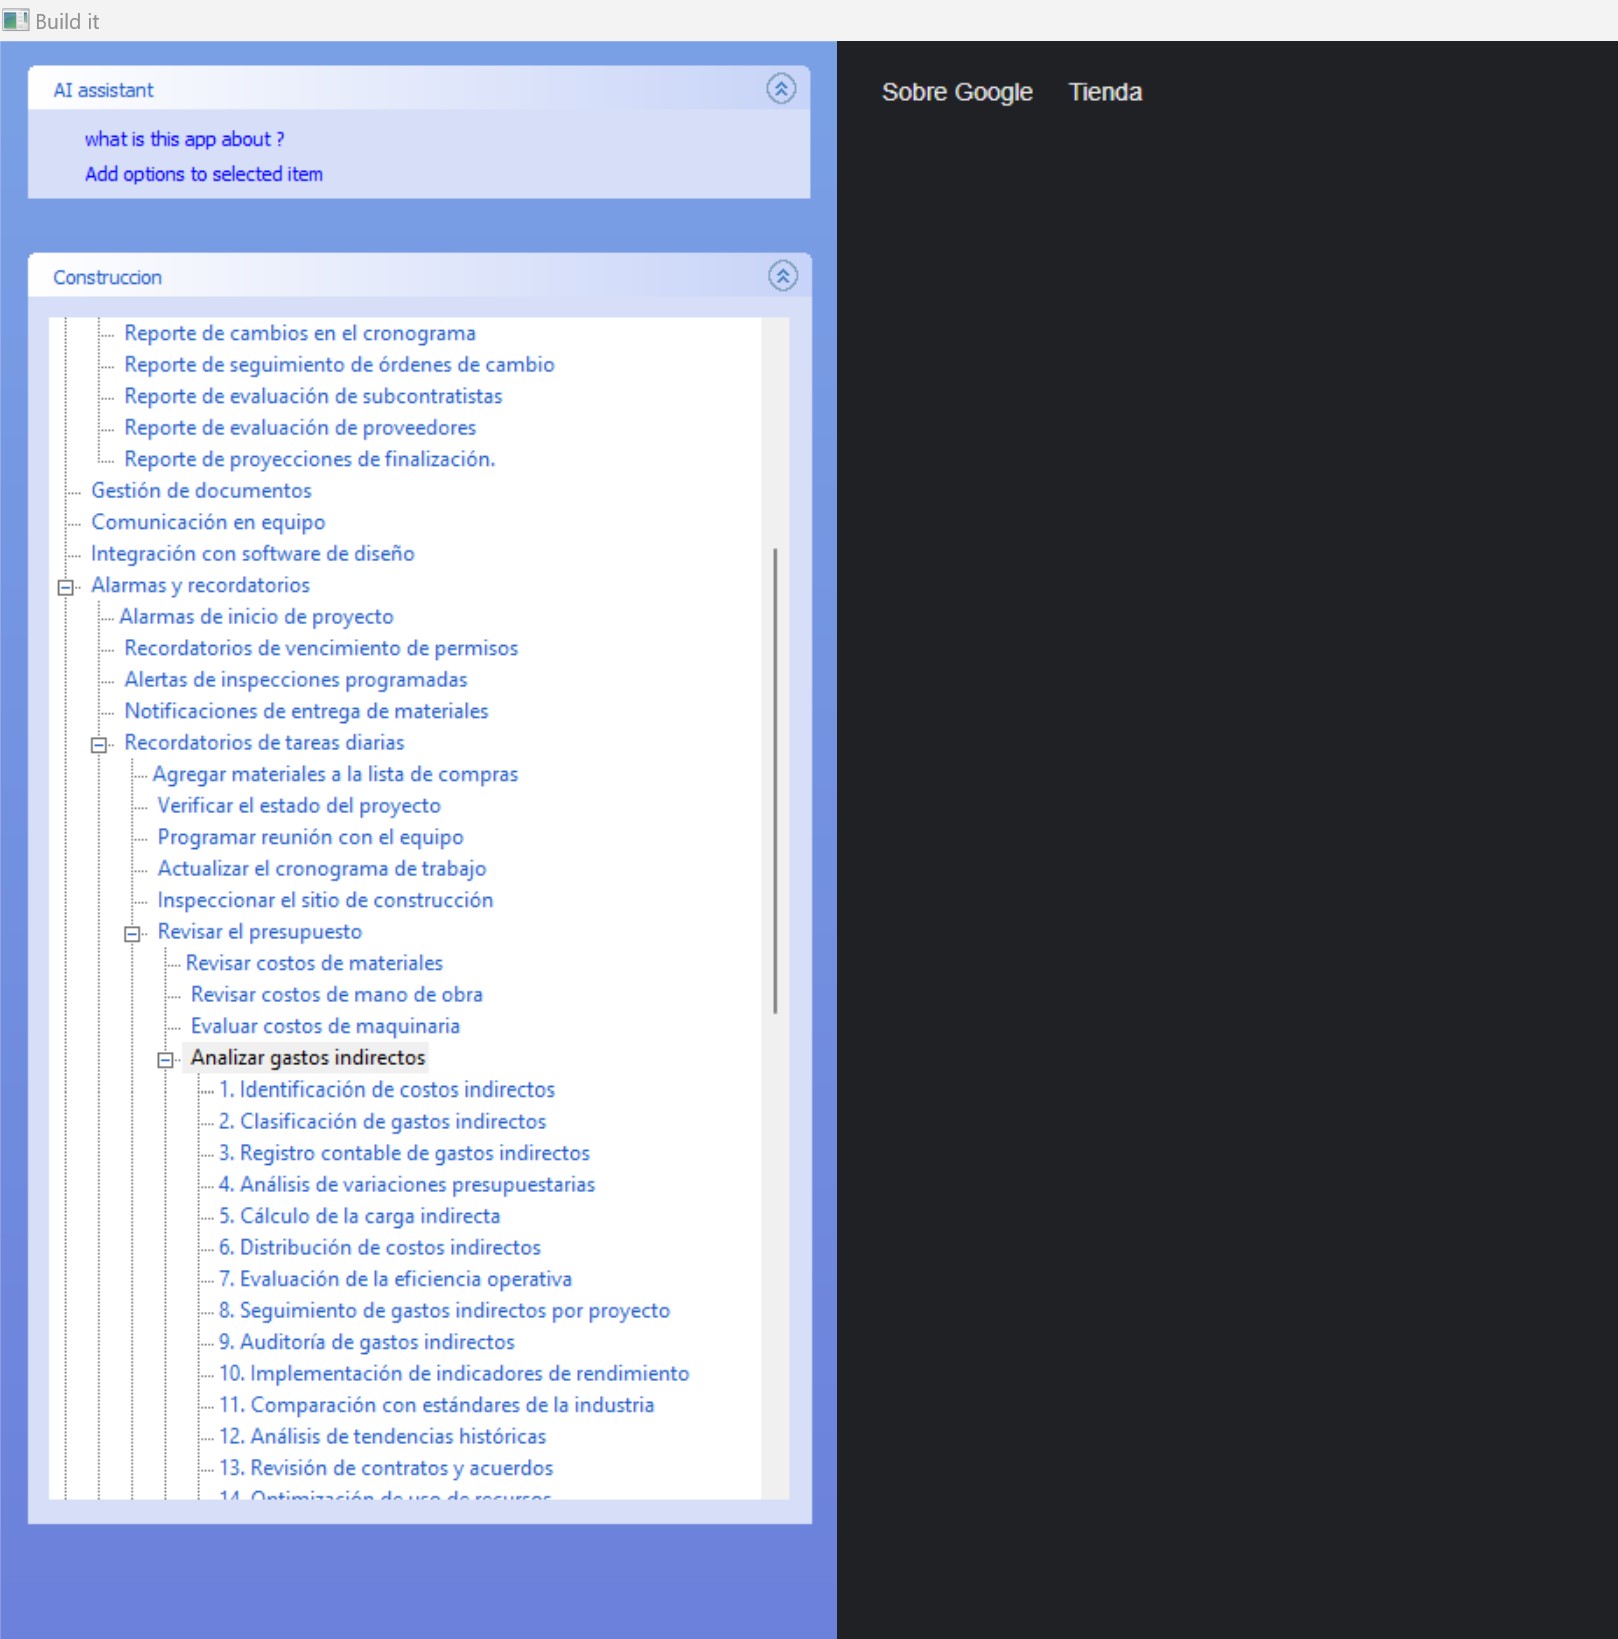 Build it
AI assistant
what is this app about ?
Add options to selected item
Sobre Google Tienda
Construccion
Reporte de cambios en el cronograma
Reporte de seguimiento de órdenes de cambio
Reporte de evaluación de subcontratistas
Reporte de evaluación de proveedores
Reporte de proyecciones de finalización.
Gestión de documentos
Comunicación en equipo
Integración con software de diseño
Alarmas y recordatorios
Alarmas de inicio de proyecto
Recordatorios de vencimiento de permisos
Alertas de inspecciones programadas
Notificaciones de entrega de materiales
Recordatorios de tareas diarias
Agregar materiales a la lista de compras
Verificar el estado del proyecto
Programar reunión con el equipo
Actualizar el cronograma de trabajo
Inspeccionar el sitio de construcción
Revisar el presupuesto
Revisar costos de materiales
Revisar costos de mano de obra
Evaluar costos de maquinaria
Analizar gastos indirectos
1. Identificación de costos indirectos
2. Clasificación de gastos indirectos
3. Registro contable de gastos indirectos
4. Análisis de variaciones presupuestarias
5. Cálculo de la carga indirecta
6. Distribución de costos indirectos
7. Evaluación de la eficiencia operativa
8. Seguimiento de gastos indirectos por proyecto
9. Auditoría de gastos indirectos
10. Implementación de indicadores de rendimiento
11. Comparación con estándares de la industria
12. Análisis de tendencias históricas
13. Revisión de contratos y acuerdos
14. Optimización de uso de recursos